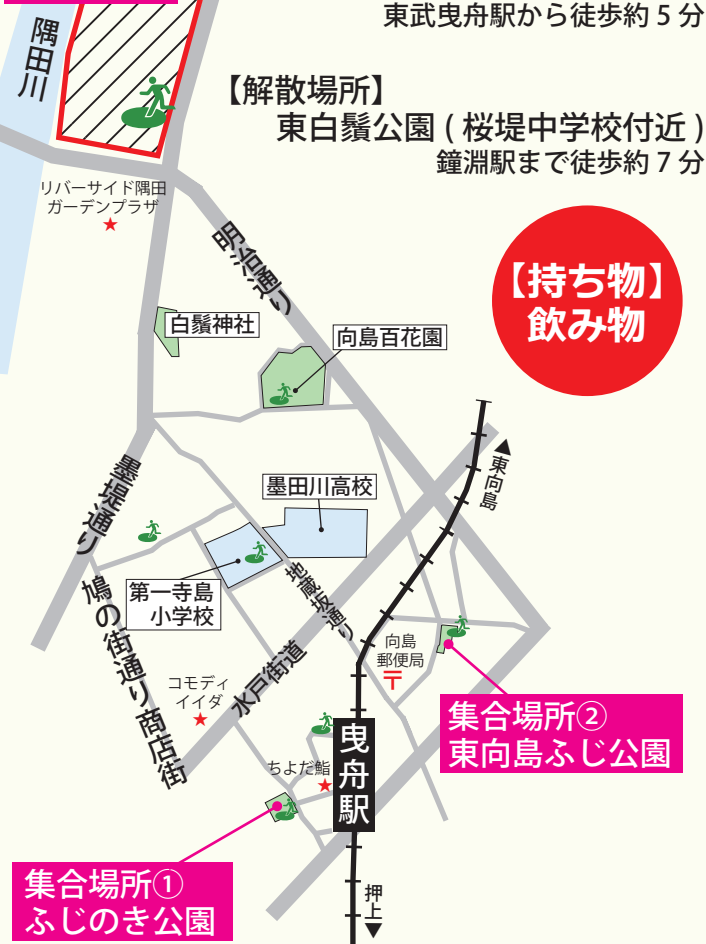 東武曳舟駅から徒歩約5分
隅田川
【解散場所】
東白鬚公園(桜堤中学校付近)
鐘淵駅まで徒歩約7分
リバーサイド隅田
ガーデンプラザ
明治通り
【持ち物】
飲み物
白鬚神社
向島百花園
東向島
墨堤通り
墨田川高校
第一寺島
小学校
地蔵坂通り
鳩の街通り商店街
水戸街道
向島
郵便局
コモディ
イイダ
集合場所②
東向島ふじ公園
曳舟駅
ちよだ鮨
集合場所①
ふじのき公園
押上